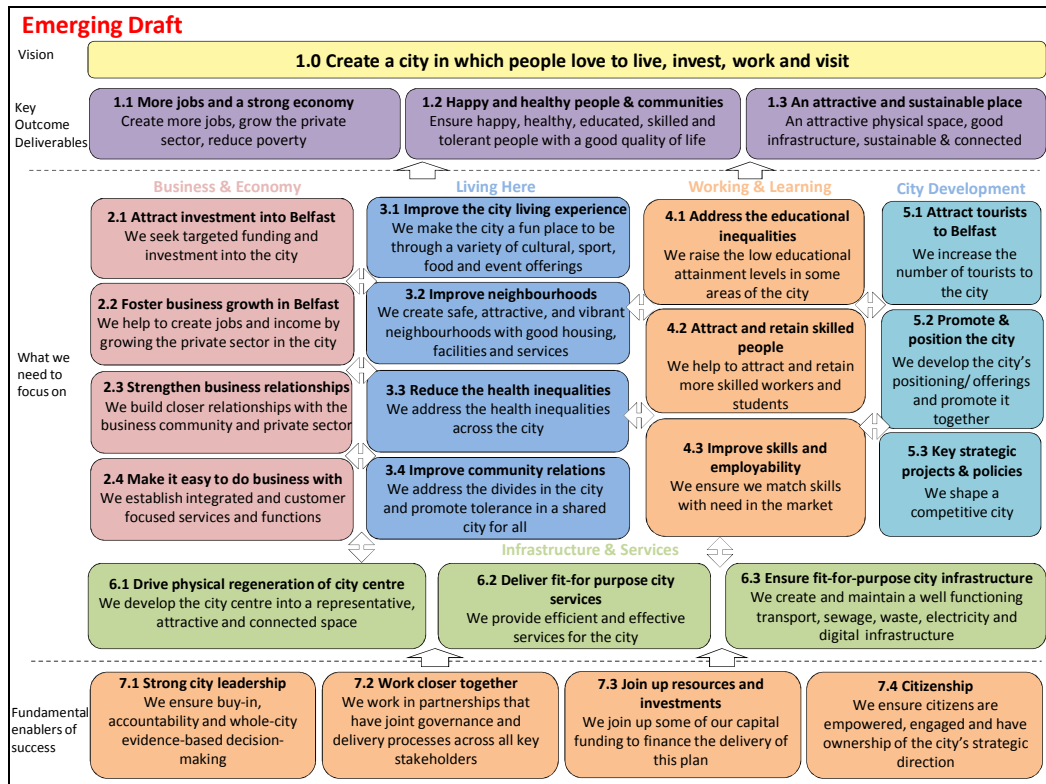 Emerging Draft
Vision
1.0 Create a city in which people love to live, invest, work and visit
Key
Outcome
Deliverables
1.1 More jobs and a strong economy
Create more jobs, grow the private
sector, reduce poverty
1.2 Happy and healthy people & communities
Ensure happy, healthy, educated, skilled and
tolerant people with a good quality of life
1.3 An attractive and sustainable place
An attractive physical space, good
infrastructure, sustainable & connected
What we
need to
focus on
Business & Economy
2.1 Attract investment into Belfast
We seek targeted funding and
investment into the city
2.2 Foster business growth in Belfast
We help to create jobs and income by
growing the private sector in the city
2.3 Strengthen business relationships
We build closer relationships with the
business community and private sector
2.4 Make it easy to do business with
We establish integrated and customer
focused services and functions
Living Here
3.1 Improve the city living experience
We make the city a fun place to be
through a variety of cultural, sport,
food and event offerings
3.2 Improve neighbourhoods
We create safe, attractive, and vibrant
neighbourhoods with good housing,
facilities and services
3.3 Reduce the health inequalities
We address the health inequalities
across the city
3.4 Improve community relations
We address the divides in the city
and promote tolerance in a shared
city for all
Working & Learning
4.1 Address the educational
inequalities
We raise the low educational
attainment levels in some
areas of the city
4.2 Attract and retain skilled
people
We help to attract and retain
more skilled workers and
students
4.3 Improve skills and
employability
We ensure we match skills
with need in the market
City Development
5.1 Attract tourists
to Belfast
We increase the
number of tourists to
the city
5.2 Promote &
position the city
We develop the city's
positioning/ offerings
and promote it
together
5.3 Key strategic
projects & policies
We shape a
competitive city
Infrastructure & Services
6.1 Drive physical regeneration of city centre
We develop the city centre into a representative,
attractive and connected space
6.2 Deliver fit-for purpose city
services
We provide efficient and effective
services for the city
6.3 Ensure fit-for-purpose city infrastructure
We create and maintain a well functioning
transport, sewage, waste, electricity and
digital infrastructure
Fundamental
enablers of
success
7.1 Strong city leadership
We ensure buy-in,
accountability and whole-city
evidence-based decision-
making
7.2 Work closer together
We work in partnerships that
have joint governance and
delivery processes across all key
stakeholders
7.3 Join up resources and
investments
We join up some of our capital
funding to finance the delivery of
this plan
7.4 Citizenship
We ensure citizens are
empowered, engaged and have
ownership of the city's strategic
direction